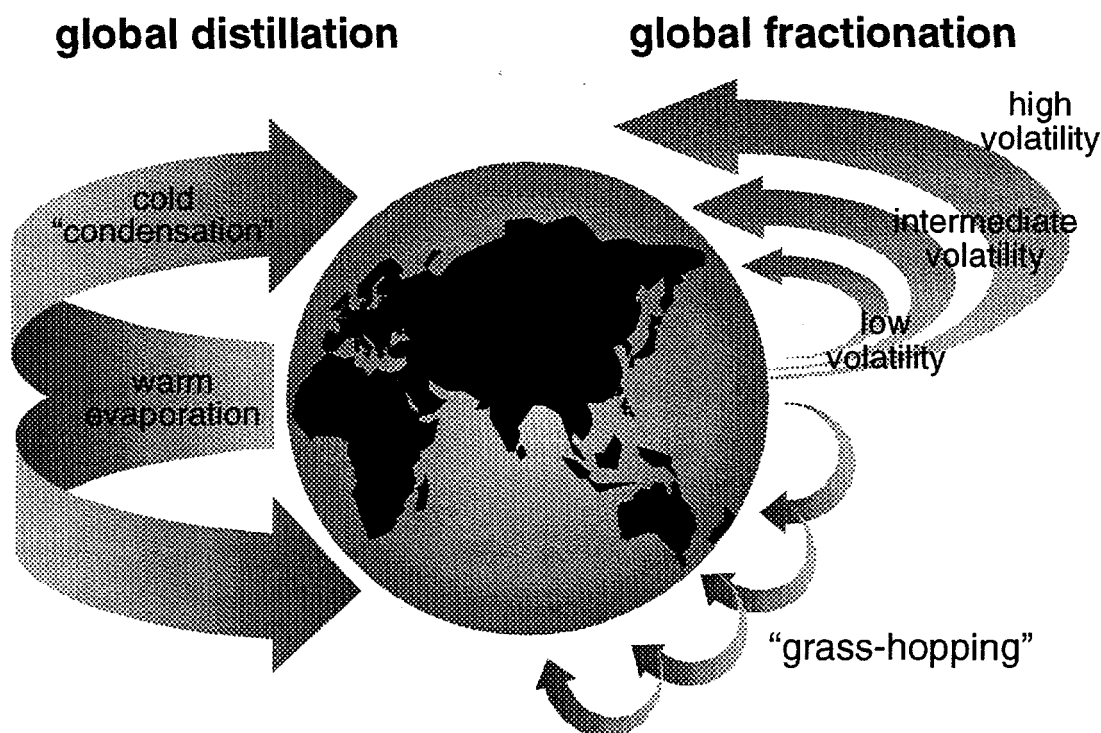 global distillation
global fractionation
high
volatility
cold
“condensation”
intermediate
volatility
low
volatility
warm
evaporation
“grass-hopping”